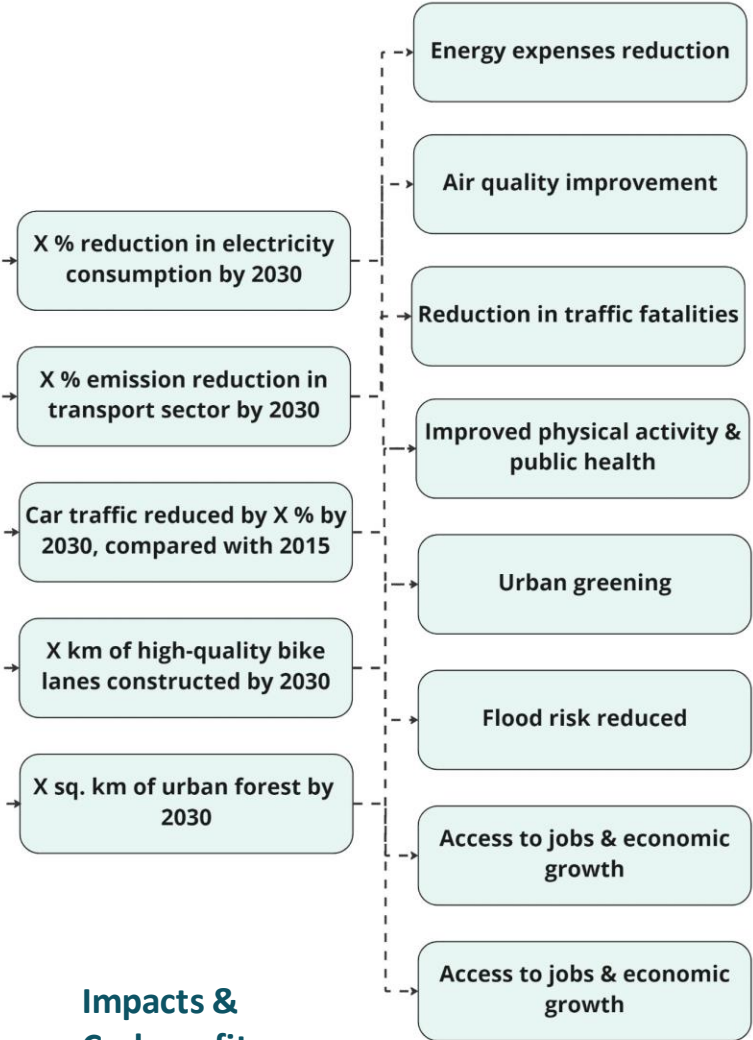 X % reduction in electricity
consumption by 2030
X % emission reduction in
transport sector by 2030
Car traffic reduced by X % by
2030, compared with 2015
X km of high-quality bike
lanes constructed by 2030
X sq. km of urban forest by
2030
Energy expenses reduction
Air quality improvement
Reduction in traffic fatalities
Improved physical activity &
public health
Urban greening
Flood risk reduced
Access to jobs & economic
growth
Access to jobs & economic
growth
Impacts &